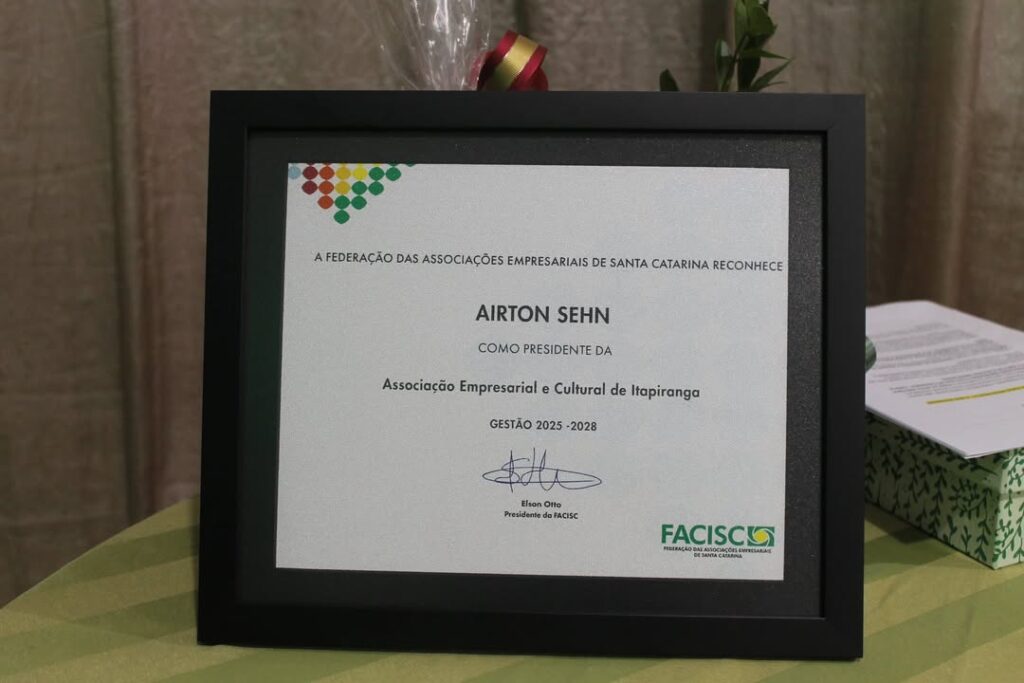 A FEDERAÇÃO DAS ASSOCIAÇÕES EMPRESARIAIS DE SANTA CATARINA RECONHECE
AIRTON SEHN
COMO PRESIDENTE DA
Associação Empresarial e Cultural de Itapiranga
GESTÃO 2025 -2028
Elson Otto
Presidente da FACISC
FACISC
FEDERAÇÃO DAS ASSOCIAÇÕES EMPRESARIAIS
DE SANTA CATARINA